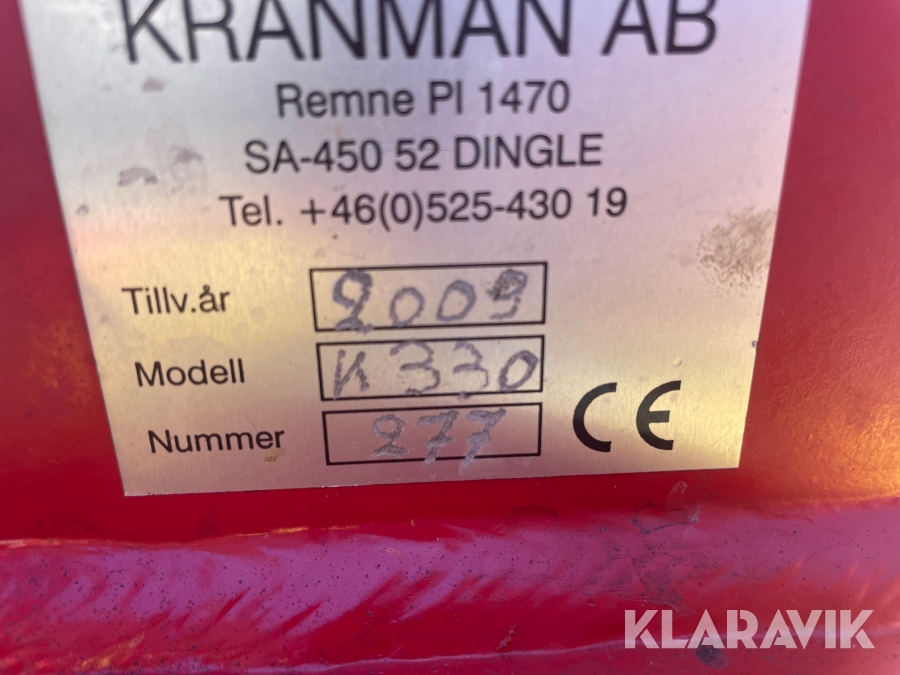 KRANMAN AB
Remne Pl 1470
SA-450 52 DINGLE
Tel. +46(0)525-430 19
Tillv.år 2009
Modell K 330
Nummer 277
CE
KLARAVIK